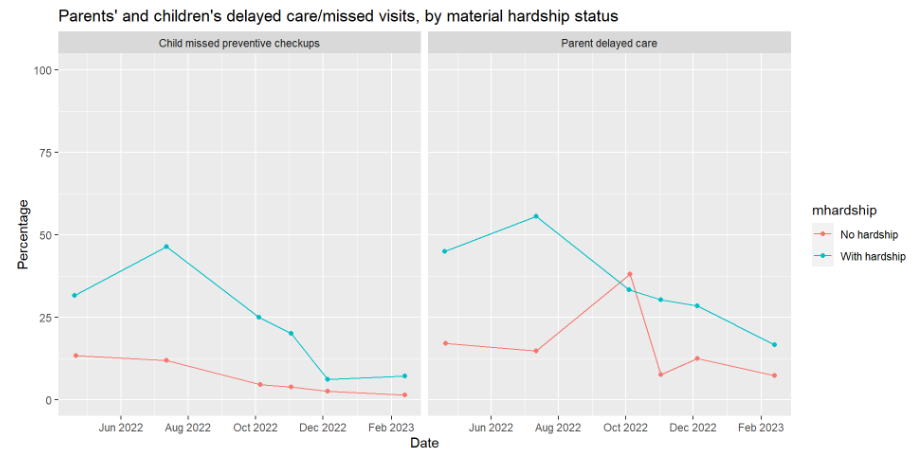 Parents' and children's delayed care/missed visits, by material hardship status
Child missed preventive checkups
Parent delayed care
100
75
50
25
0
Percentage
Jun 2022 Aug 2022 Oct 2022 Dec 2022 Feb 2023
Jun 2022 Aug 2022 Oct 2022 Dec 2022 Feb 2023
Date
mhardship
No hardship
With hardship